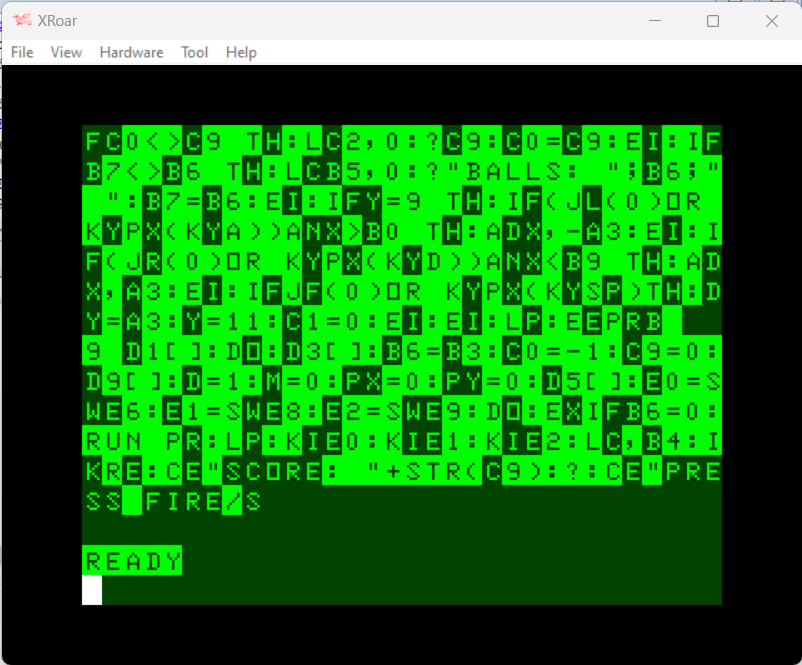 XRoar
File View Hardware Tool Help
FC0<>C9 TH:LC2,0:?C9:C0=C9:EI:IF
B7<>B6 TH:LCB5,0:?"BALLS: ";B6;"
 ":B7=B6:EI:IFY=9 TH:IF(JL(0)OR
KYPX(KYA))ANX>B0 TH:ADX,-A3:EI:I
F(JR(0)OR KYPX(KYD))ANX<B9 TH:AD
X,A3:EI:IFJF(0)OR KYPX(KYSP)TH:D
Y=A3:Y=11:C1=0:EI:EI:LP:EEPRB
9 D1[]:DO:D3[]:B6=B3:C0=-1:C9=0:
D9[]:D=1:M=0:PX=0:PY=0:D5[]:E0=S
WE6:E1=SWE8:E2=SWE9:DO:EXIFB6=0:
RUN PR:LP:KIE0:KIE1:KIE2:LC,B4:I
KRE:CE"SCORE: "+STR(C9):?:CE"PRE
SS FIRE/S
READY